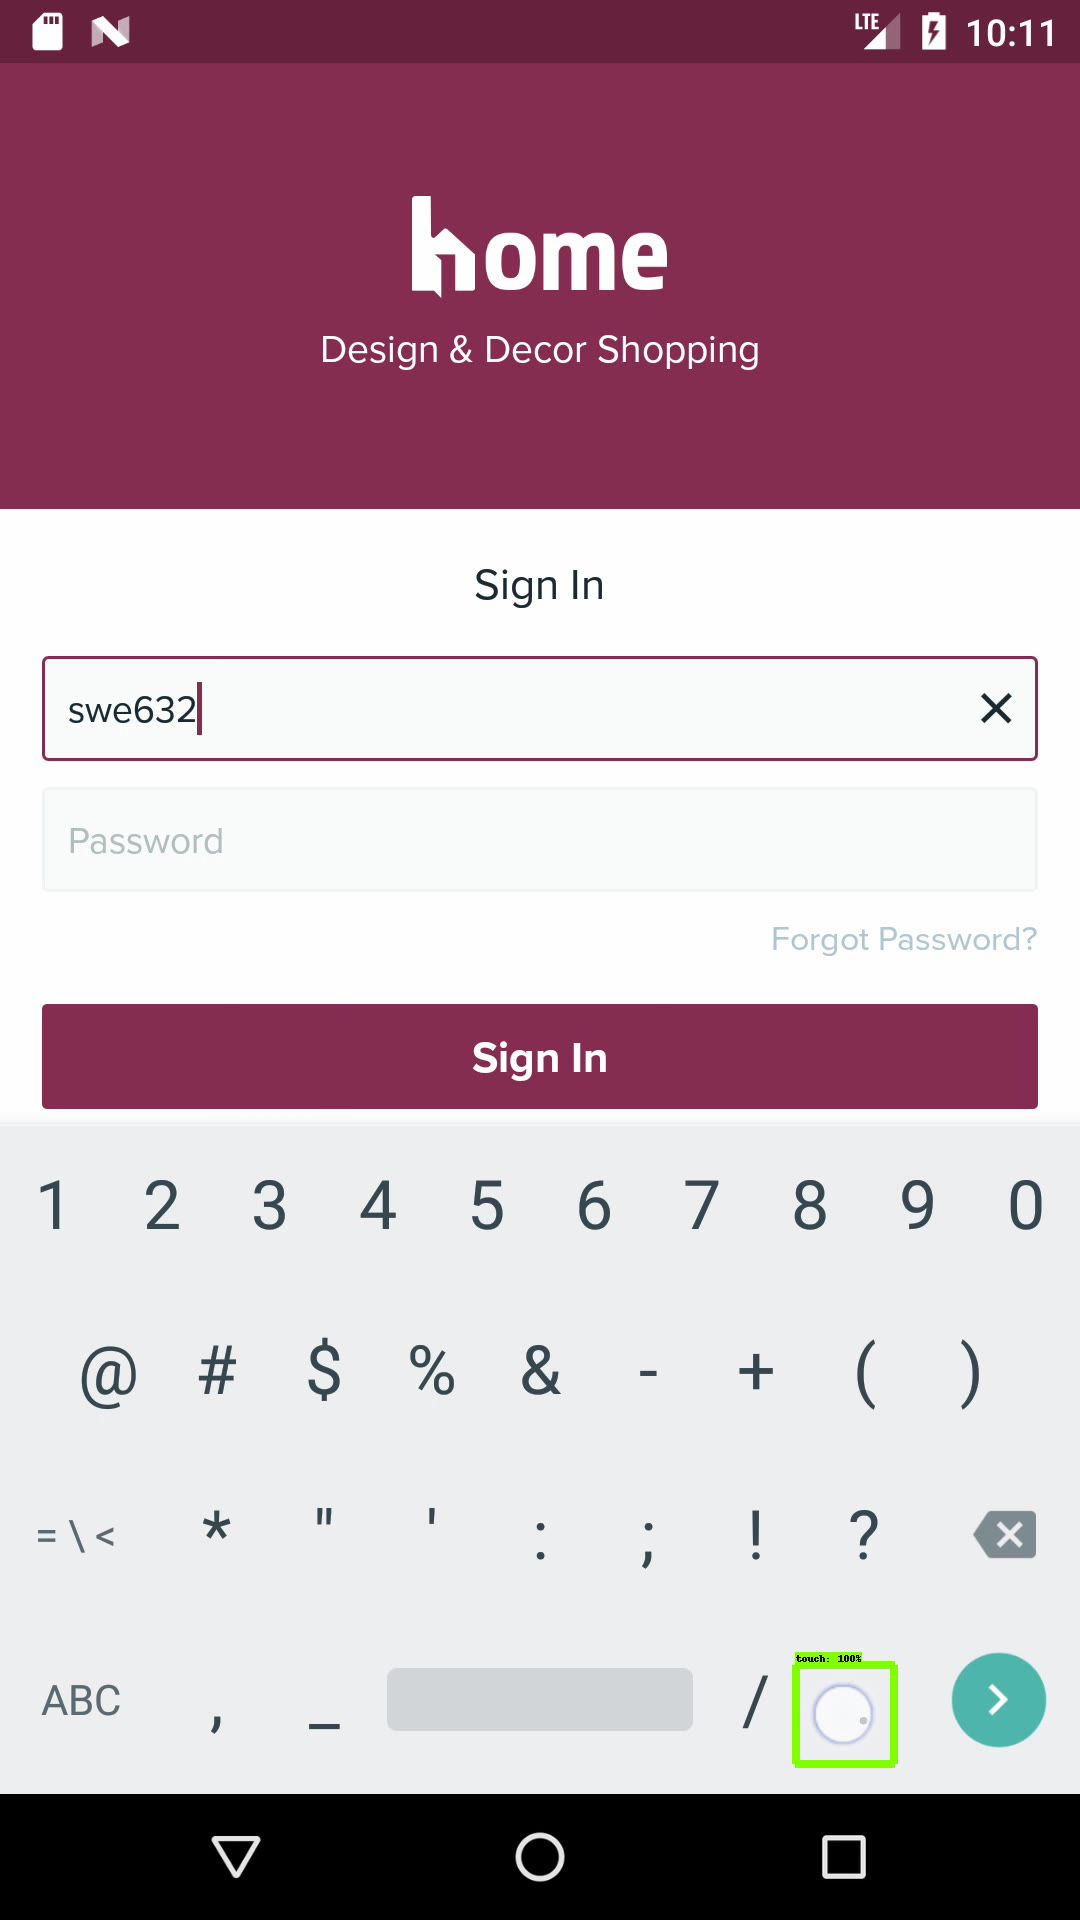 LTE 10:11
home
Design & Decor Shopping
Sign In
swe632
Password
Forgot Password?
Sign In
1 2 3 4 5 6 7 8 9 0
@ # $ % & - + ( )
= \ < * " ' : ; ! ?
touch: 100%
ABC , _ / .